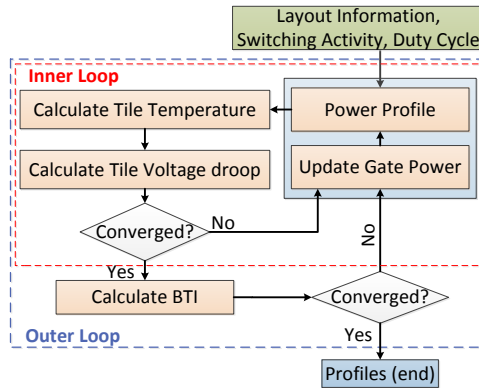 Layout Information,
Switching Activity, Duty Cycle
Inner Loop
Calculate Tile Temperature
Power Profile
Calculate Tile Voltage droop
Update Gate Power
Converged?
No
No
Yes
Calculate BTI
Converged?
Outer Loop
Yes
Profiles (end)